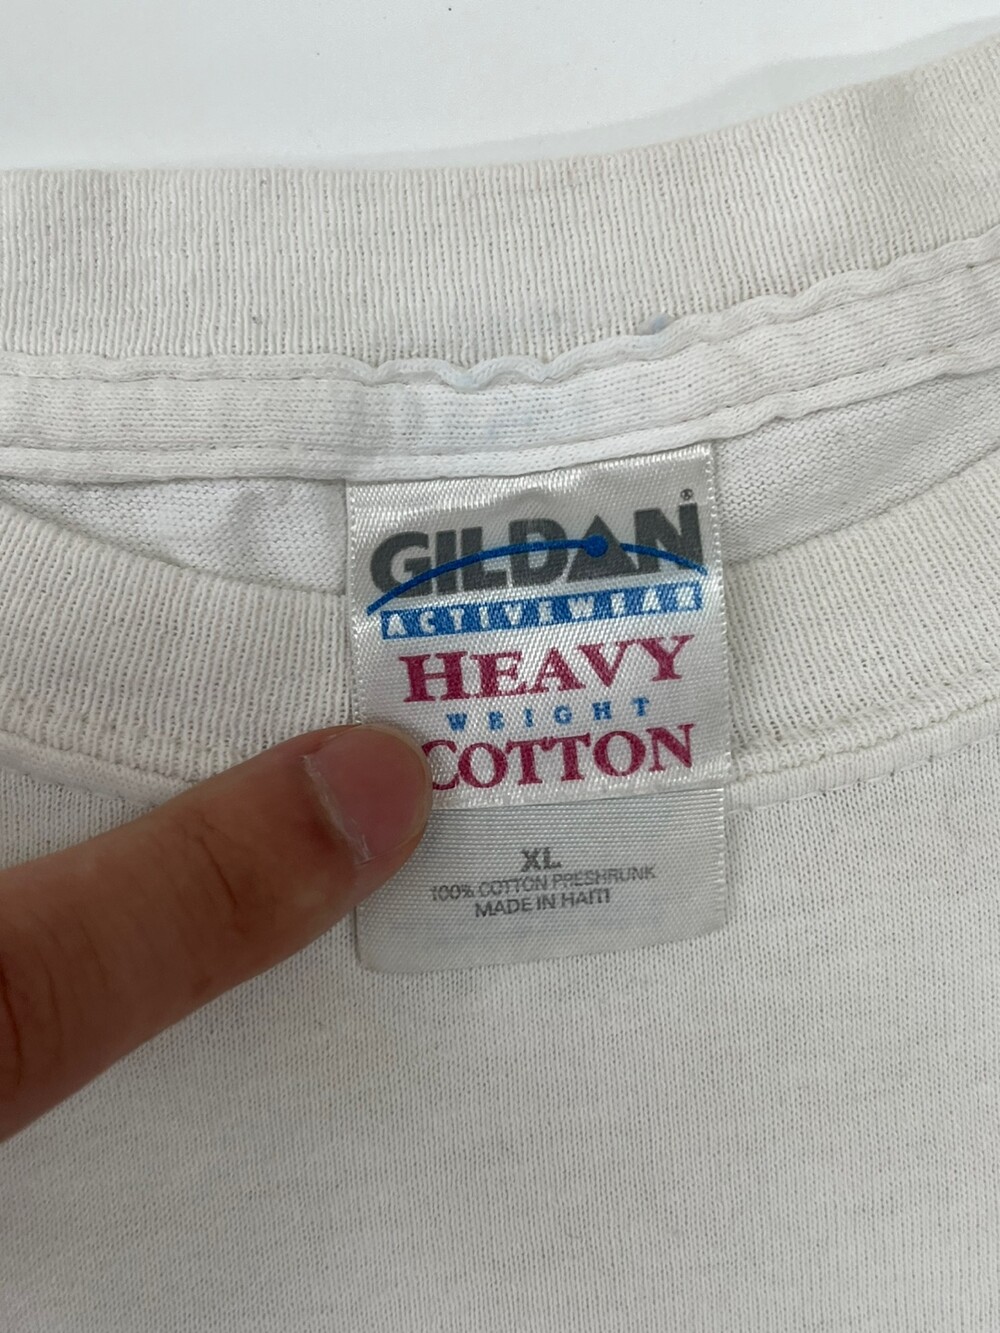 GILDAN®
ACTIVEWEAR
HEAVY
WEIGHT
COTTON
XL
100% COTTON PRESHRUNK
MADE IN HAITI